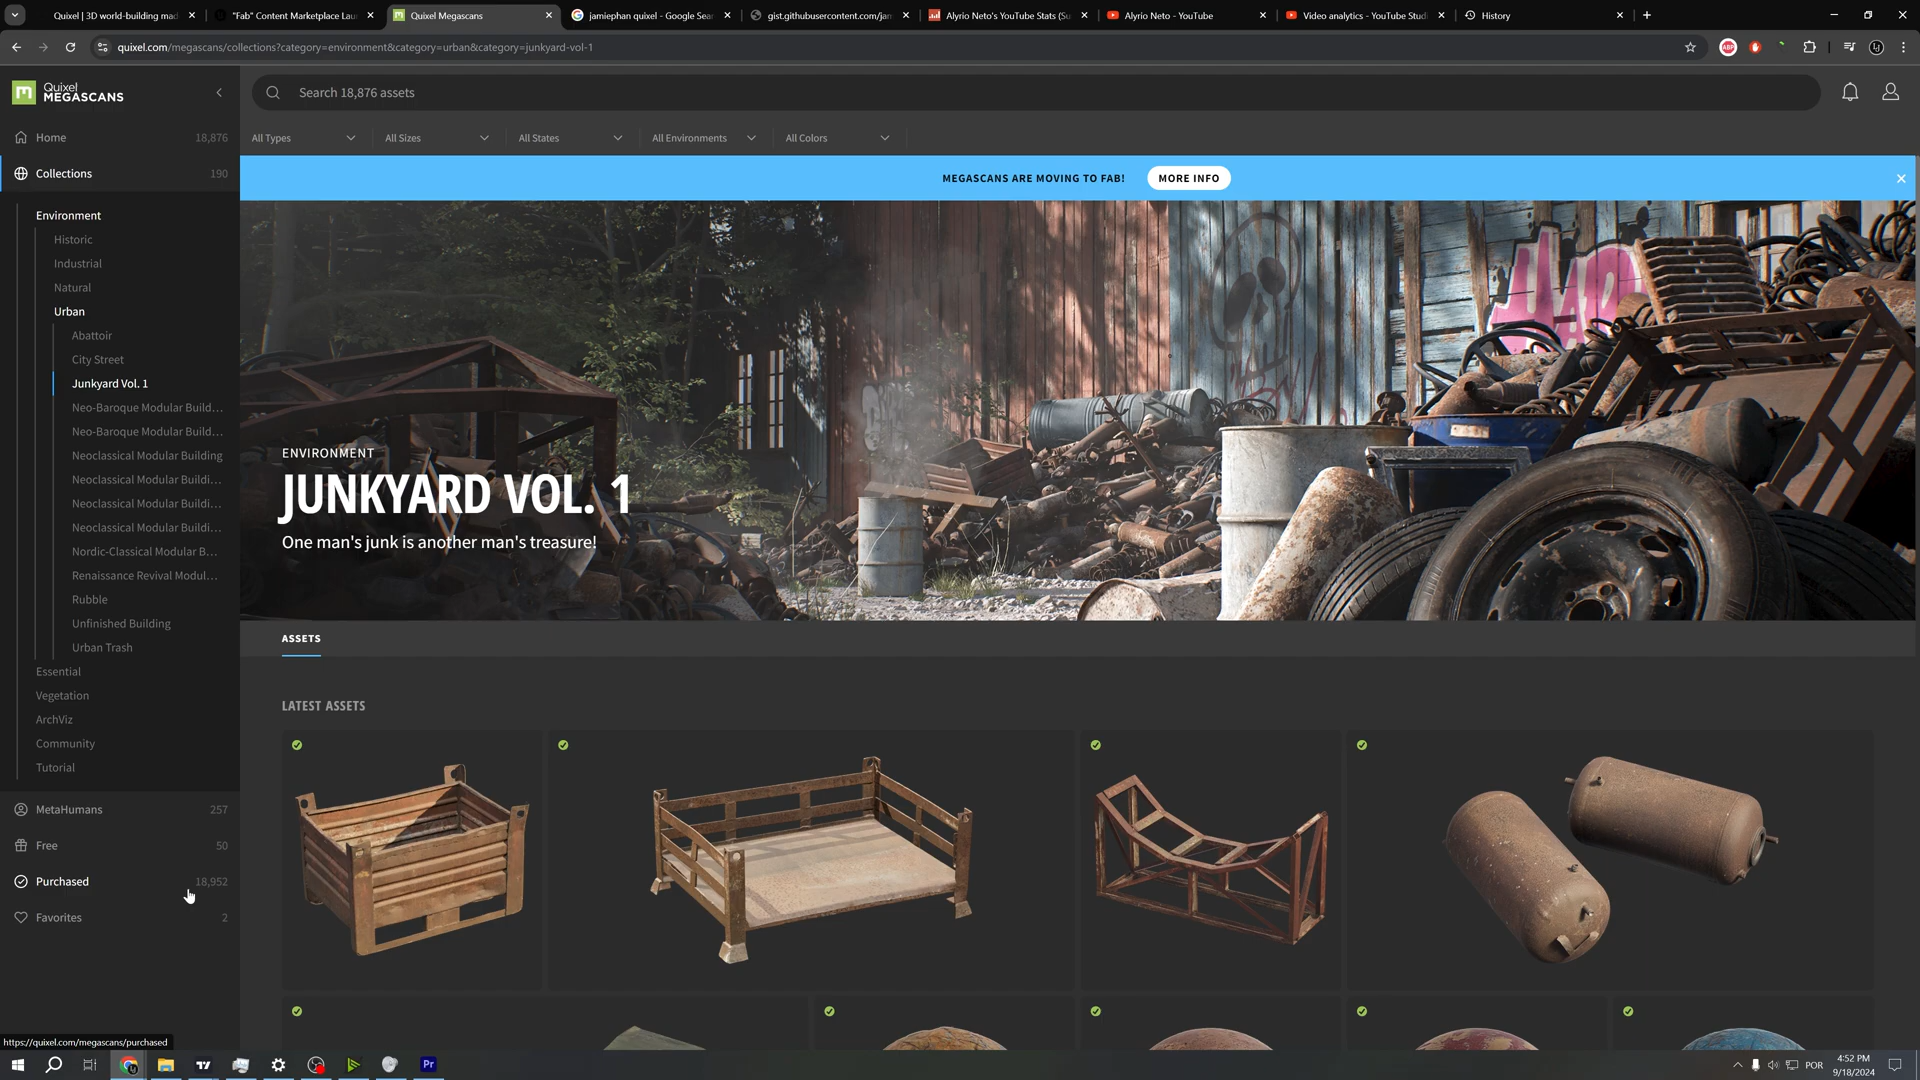 Quixel | 3D world-building mad
"Fab" Content Marketplace Lau
Quixel Megascans
jamiephan quixel - Google Sear
gist.githubusercontent.com/jam
Alyrio Neto's YouTube Stats (Su
Alyrio Neto - YouTube
Video analytics - YouTube Studi
History
quixel.com/megascans/collections?category=environment&category=urban&category=junkyard-vol-1
ABP
Quixel
MEGASCANS
Search 18,876 assets
Home 18,876
All Types
All Sizes
All States
All Environments
All Colors
Collections 190
MEGASCANS ARE MOVING TO FAB!
MORE INFO
Environment
Historic
Industrial
Natural
Urban
Abattoir
City Street
Junkyard Vol. 1
Neo-Baroque Modular Build...
Neo-Baroque Modular Build...
Neoclassical Modular Building
Neoclassical Modular Buildi...
Neoclassical Modular Buildi...
Neoclassical Modular Buildi...
Nordic-Classical Modular B...
Renaissance Revival Modul...
Rubble
Unfinished Building
Urban Trash
Essential
Vegetation
ArchViz
Community
Tutorial
MetaHumans 257
Free 50
Purchased 18,952
Favorites 2
ENVIRONMENT
JUNKYARD VOL. 1
One man's junk is another man's treasure!
ASSETS
LATEST ASSETS
https://quixel.com/megascans/purchased
Pr
POR
4:52 PM
9/18/2024